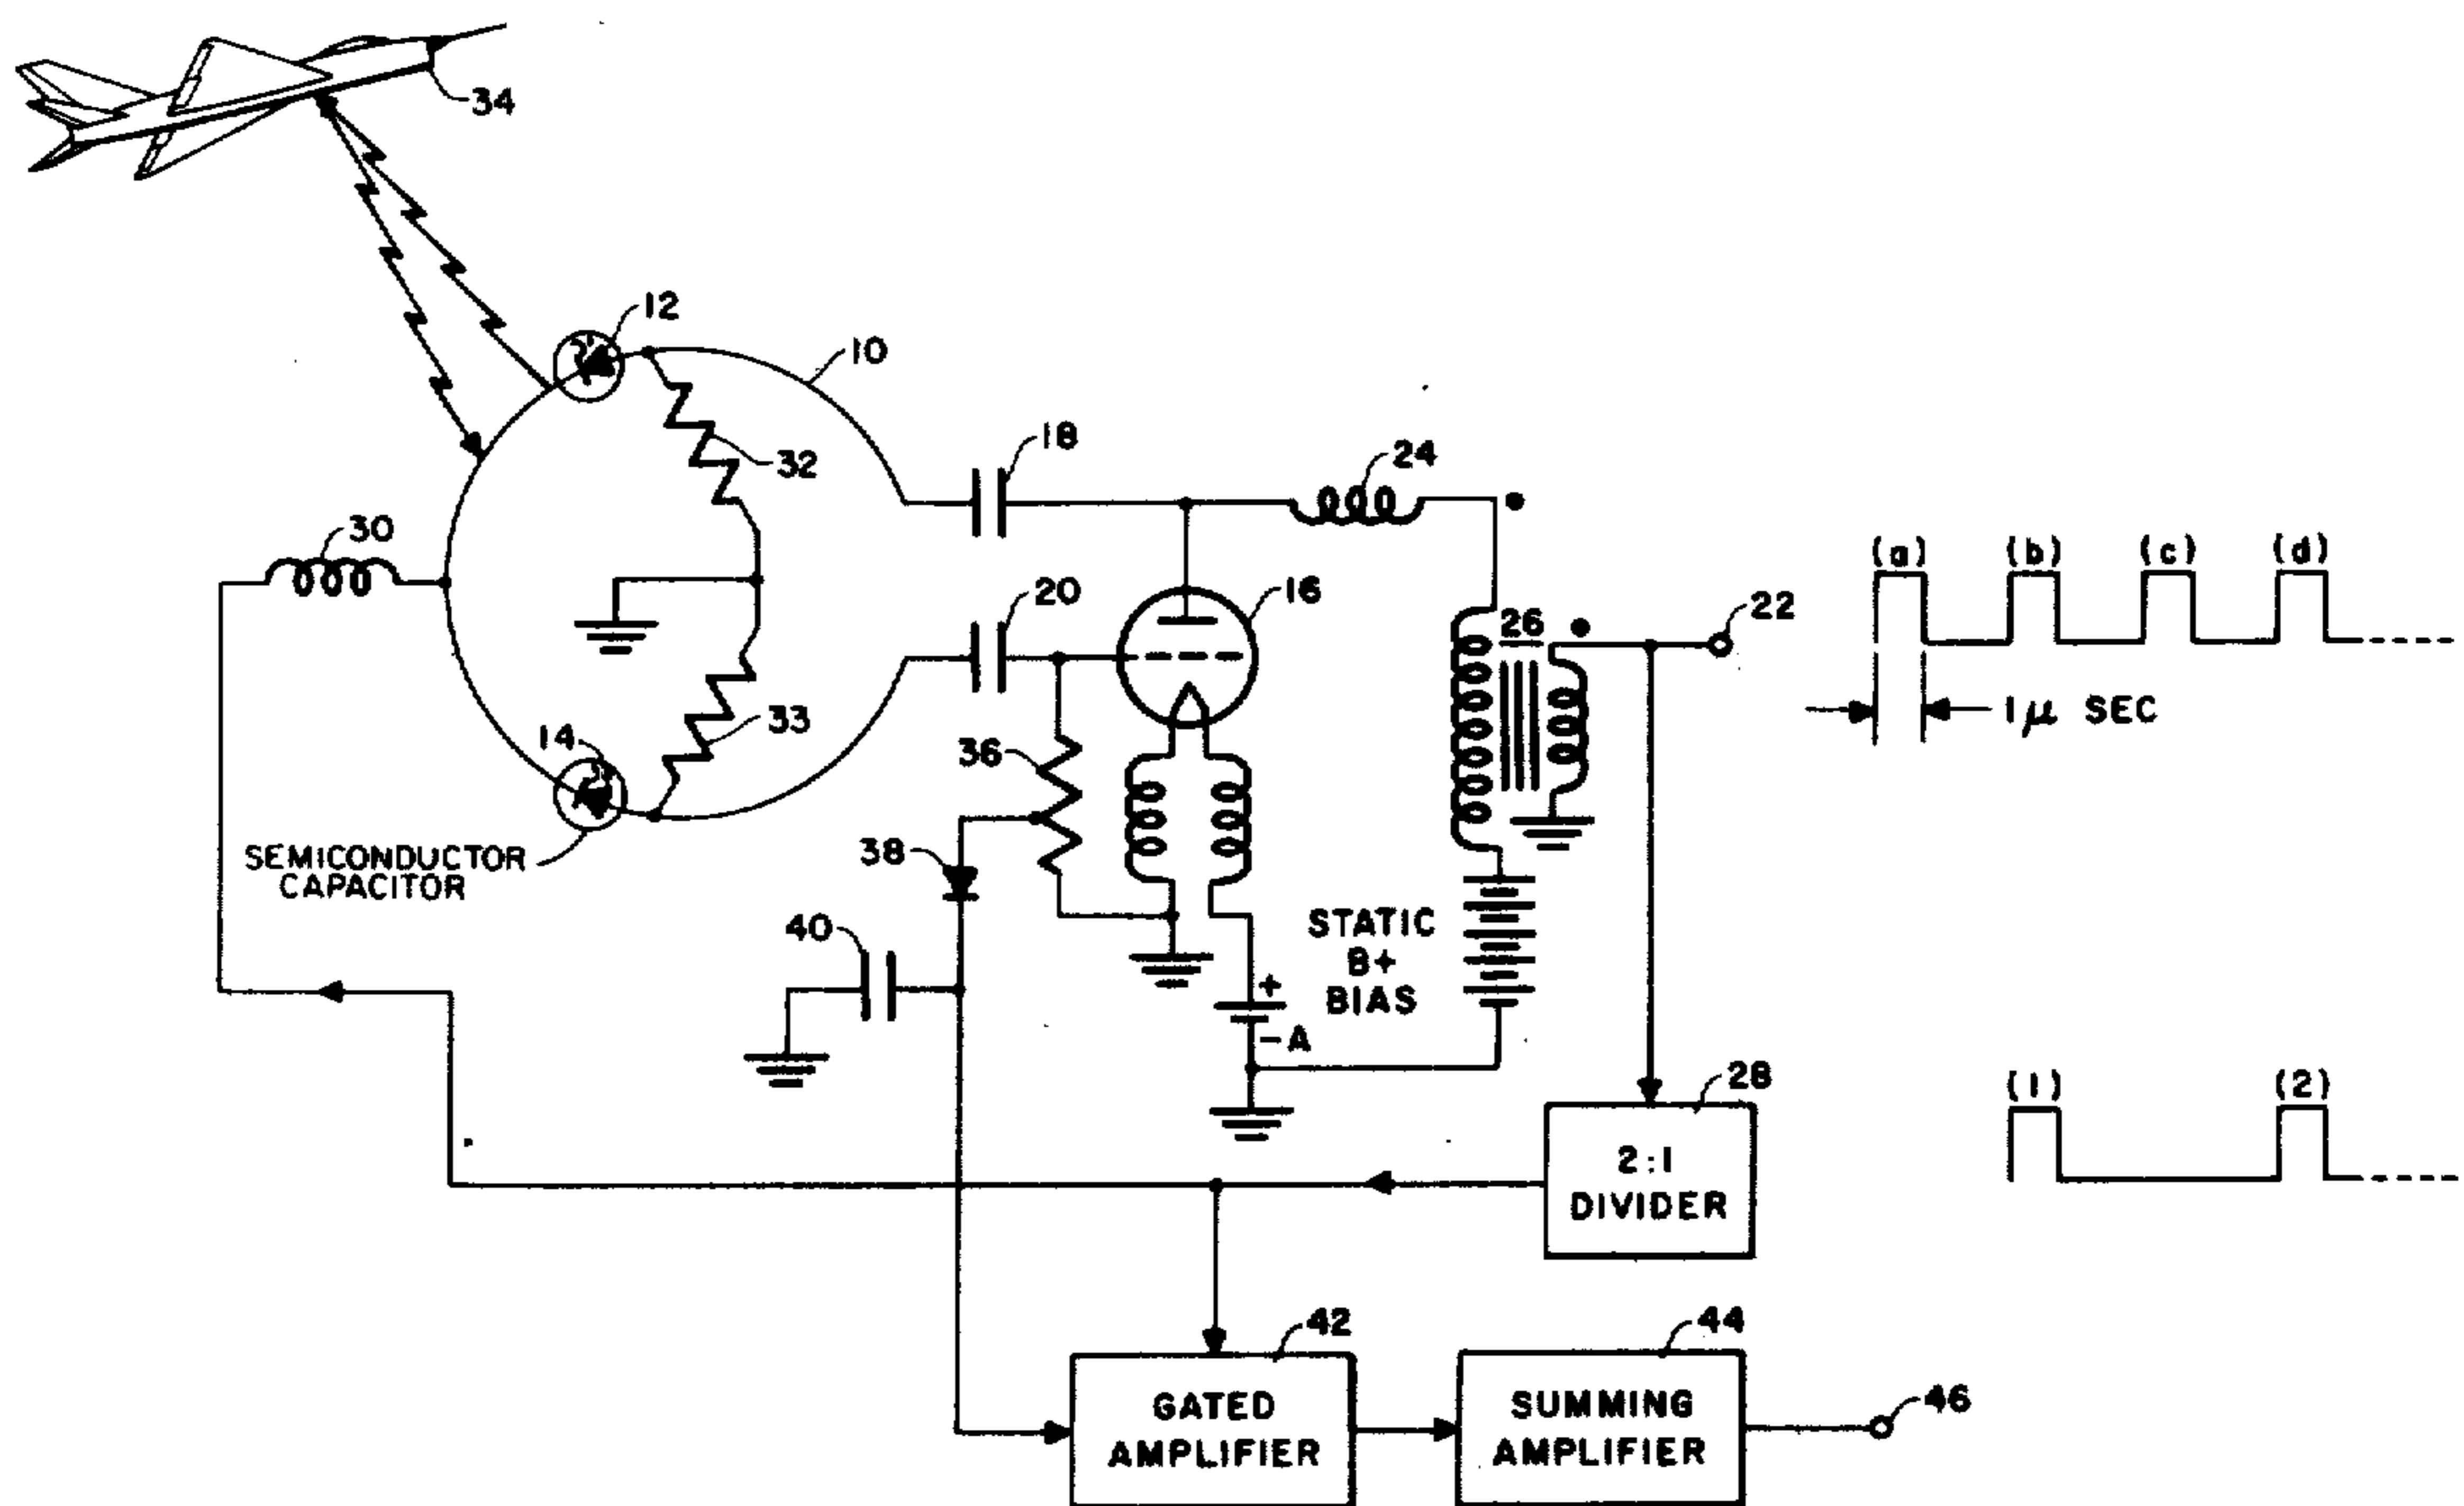 34
12
10
18
24
32
30
(a) (b) (c) (d)
20
16
26
22
1 µ SEC
14
33
36
SEMICONDUCTOR
CAPACITOR
38
40
STATIC
B+
BIAS
+
-A
28
(1) (2)
2:1
DIVIDER
42
44
GATED
AMPLIFIER
SUMMING
AMPLIFIER
46